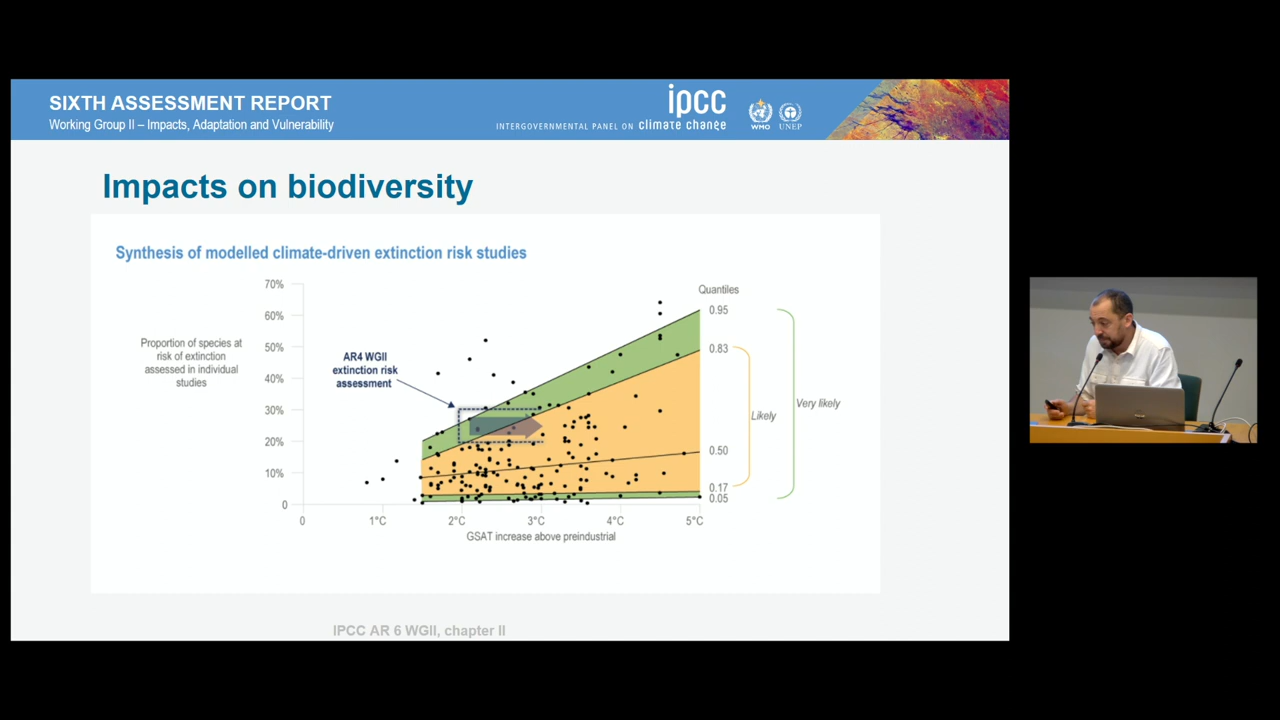 SIXTH ASSESSMENT REPORT
Working Group II – Impacts, Adaptation and Vulnerability
ipcc
INTERGOVERNMENTAL PANEL ON climate change
WMO
UNEP
Impacts on biodiversity
Synthesis of modelled climate-driven extinction risk studies
Proportion of species at
risk of extinction
assessed in individual
studies
70%
60%
50%
40%
30%
20%
10%
0
AR4 WGII
extinction risk
assessment
Quantiles
0.95
0.83
0.50
0.17
0.05
Likely
Very likely
0
1°C
2°C
3°C
4°C
5°C
GSAT increase above preindustrial
IPCC AR 6 WGII, chapter II